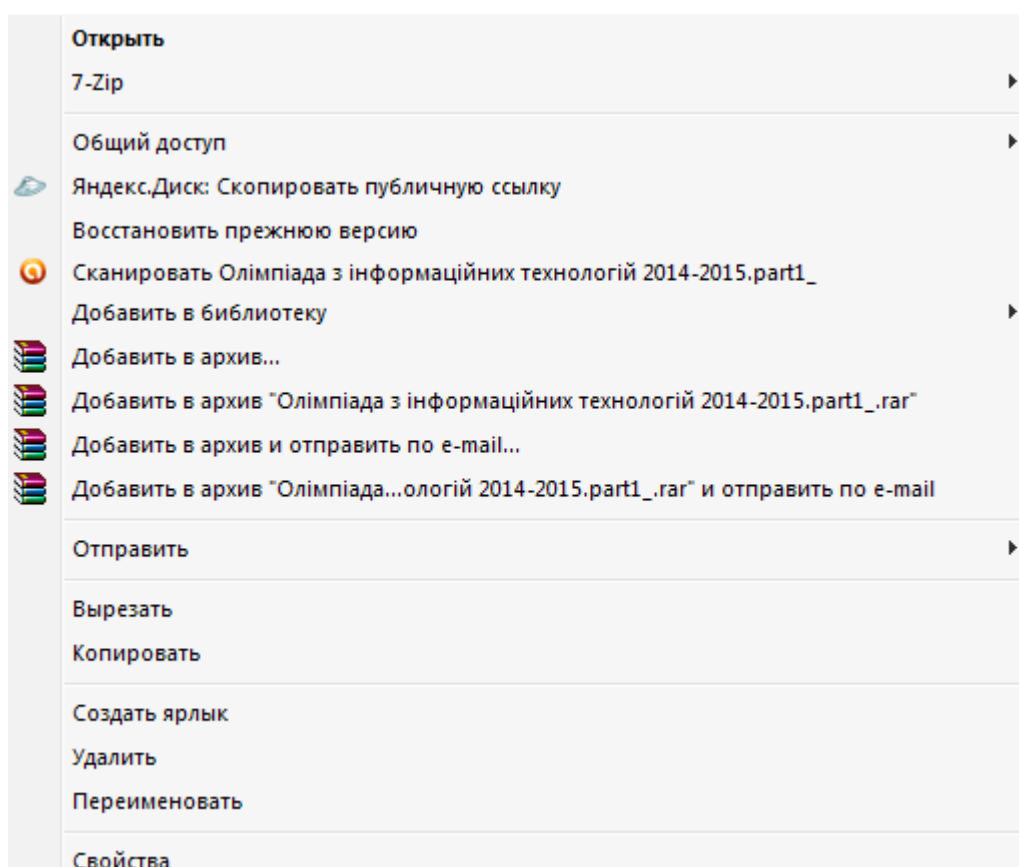 Открыть
7-Zip
Общий доступ
Яндекс.Диск: Скопировать публичную ссылку
Восстановить прежнюю версию
Сканировать Олімпіада з інформаційних технологій 2014-2015.part1_
Добавить в библиотеку
Добавить в архив...
Добавить в архив "Олімпіада з інформаційних технологій 2014-2015.part1_.rar"
Добавить в архив и отправить по e-mail...
Добавить в архив "Олімпіада...ологій 2014-2015.part1_.rar" и отправить по e-mail
Отправить
Вырезать
Копировать
Создать ярлык
Удалить
Переименовать
Свойства